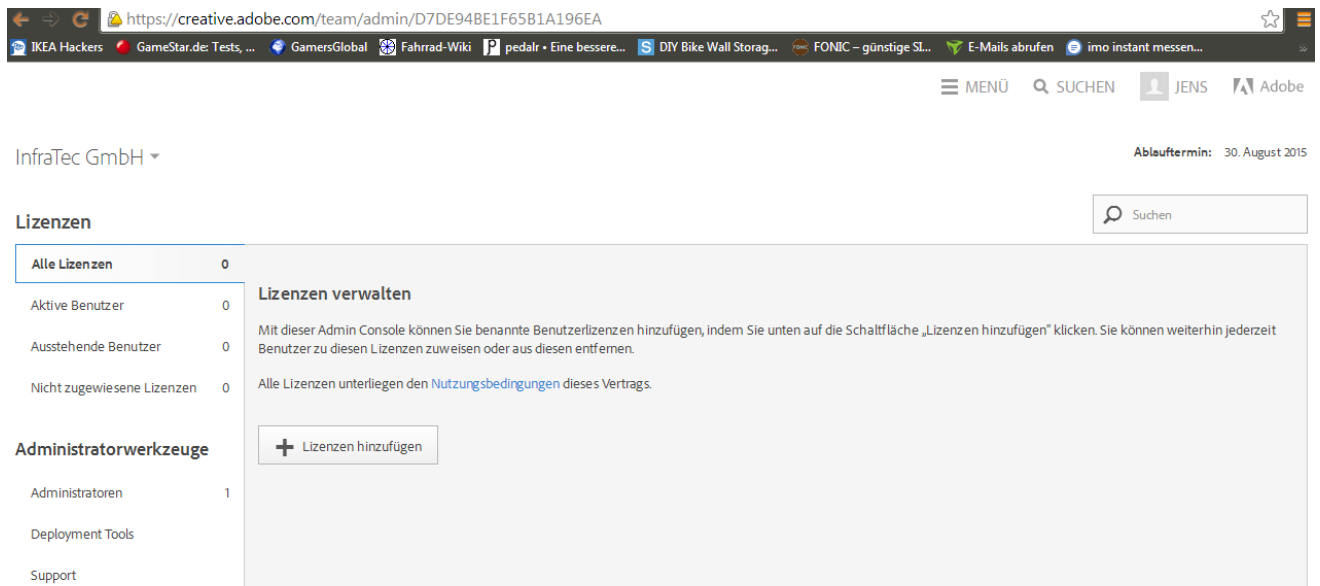 https://creative.adobe.com/team/admin/D7DE94BE1F65B1A196EA
IKEA Hackers GameStar.de: Tests, ... GamersGlobal Fahrrad-Wiki pedalr • Eine bessere... DIY Bike Wall Storag... FONIC – günstige SI... E-Mails abrufen imo instant messen...
MENÜ SUCHEN JENS Adobe
InfraTec GmbH
Ablauftermin: 30. August 2015
Lizenzen
Suchen
Alle Lizenzen 0
Aktive Benutzer 0
Ausstehende Benutzer 0
Nicht zugewiesene Lizenzen 0
Administratorwerkzeuge
Administratoren 1
Deployment Tools
Support
Lizenzen verwalten
Mit dieser Admin Console können Sie benannte Benutzerlizenzen hinzufügen, indem Sie unten auf die Schaltfläche „Lizenzen hinzufügen“ klicken. Sie können weiterhin jederzeit
Benutzer zu diesen Lizenzen zuweisen oder aus diesen entfernen.
Alle Lizenzen unterliegen den Nutzungsbedingungen dieses Vertrags.
Lizenzen hinzufügen